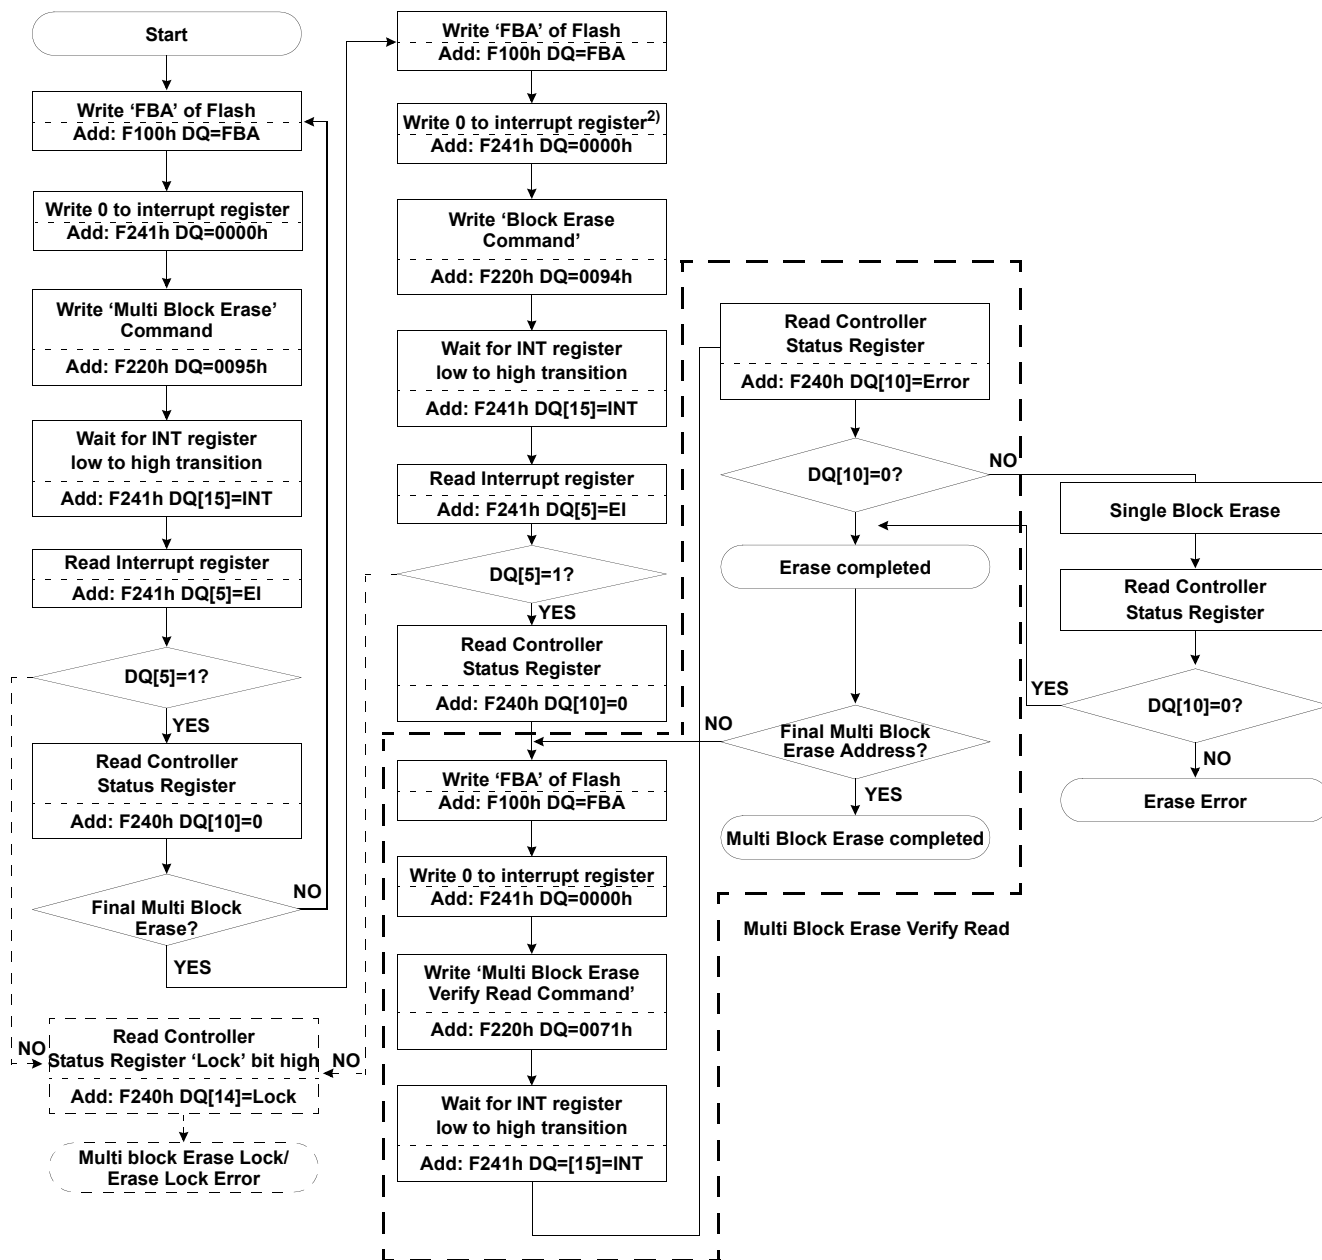 Start
Write ‘FBA’ of Flash
Add: F100h DQ=FBA
Write 0 to interrupt register
Add: F241h DQ=0000h
Write ‘Multi Block Erase’
Command
Add: F220h DQ=0095h
Wait for INT register
low to high transition
Add: F241h DQ[15]=INT
Read Interrupt register
Add: F241h DQ[5]=EI
DQ[5]=1?
YES
Read Controller
Status Register
Add: F240h DQ[10]=0
NO
Final Multi Block
Erase?
YES
NO
Read Controller
Status Register ‘Lock’ bit high
NO
Add: F240h DQ[14]=Lock
Multi block Erase Lock/
Erase Lock Error
Write ‘FBA’ of Flash
Add: F100h DQ=FBA
Write 0 to interrupt register2)
Add: F241h DQ=0000h
Write ‘Block Erase
Command’
Add: F220h DQ=0094h
Wait for INT register
low to high transition
Add: F241h DQ[15]=INT
Read Interrupt register
Add: F241h DQ[5]=EI
DQ[5]=1?
YES
Read Controller
Status Register
Add: F240h DQ[10]=0
Write ‘FBA’ of Flash
Add: F100h DQ=FBA
Write 0 to interrupt register
Add: F241h DQ=0000h
Write ‘Multi Block Erase
Verify Read Command’
Add: F220h DQ=0071h
Wait for INT register
low to high transition
Add: F241h DQ=[15]=INT
Read Controller
Status Register
Add: F240h DQ[10]=Error
DQ[10]=0?
NO
Erase completed
NO
Final Multi Block
Erase Address?
YES
Multi Block Erase completed
Multi Block Erase Verify Read
Single Block Erase
Read Controller
Status Register
YES
DQ[10]=0?
NO
Erase Error